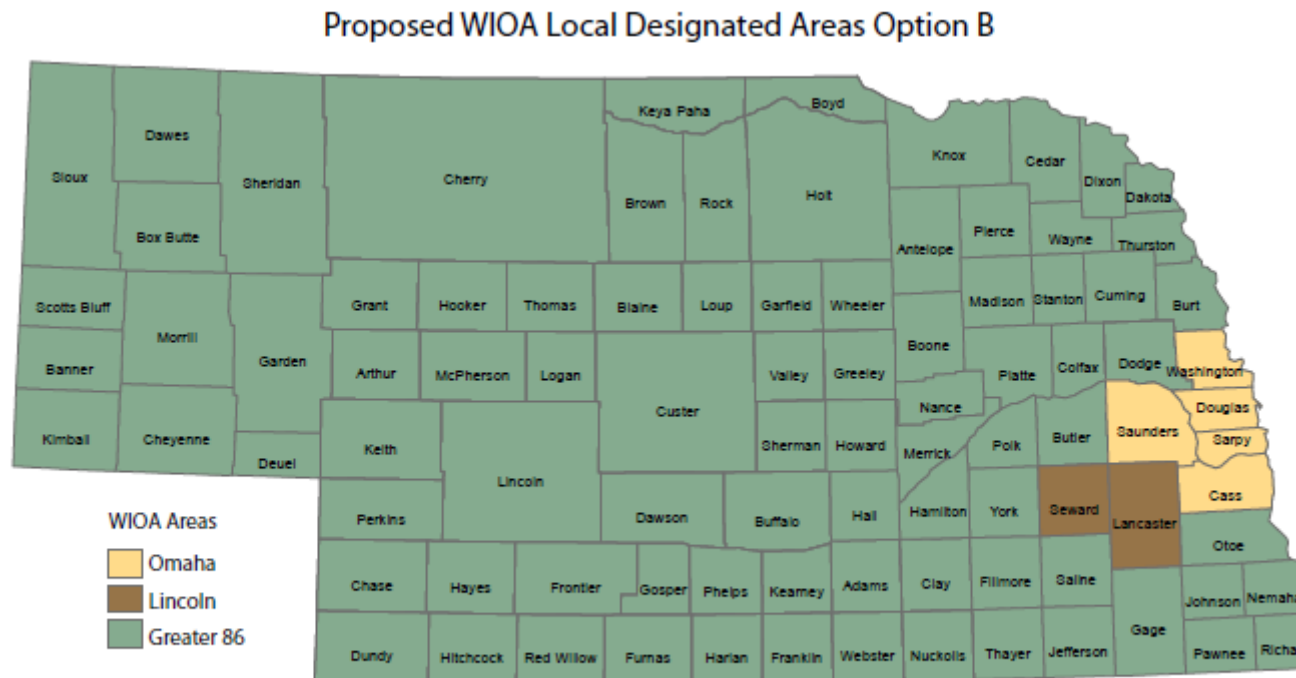 Proposed WIOA Local Designated Areas Option B
Keya Paha
Boyd
Dawes
Knox
Cedar
Sioux
Sheridan
Cherry
Dixon
Dakota
Brown
Rock
Holt
Box Butte
Pierce
Wayne
Thurston
Antelope
Scotts Bluff
Grant
Hooker
Thomas
Blaine
Loup
Garfield
Wheeler
Madison
Stanton
Cuming
Burt
Morrill
Banner
Garden
Arthur
McPherson
Logan
Valley
Greeley
Boone
Platte
Colfax
Dodge
Washington
Custer
Nance
Douglas
Kimball
Cheyenne
Deuel
Keith
Sherman
Howard
Merrick
Polk
Butler
Saunders
Sarpy
Lincoln
Cass
Perkins
Dawson
Buffalo
Hall
Hamilton
York
Seward
Lancaster
Otoe
WIOA Areas
Omaha
Lincoln
Greater 86
Chase
Hayes
Frontier
Gosper
Phelps
Kearney
Adams
Clay
Fillmore
Saline
Johnson
Nemaha
Gage
Dundy
Hitchcock
Red Willow
Furnas
Harlan
Franklin
Webster
Nuckolls
Thayer
Jefferson
Pawnee